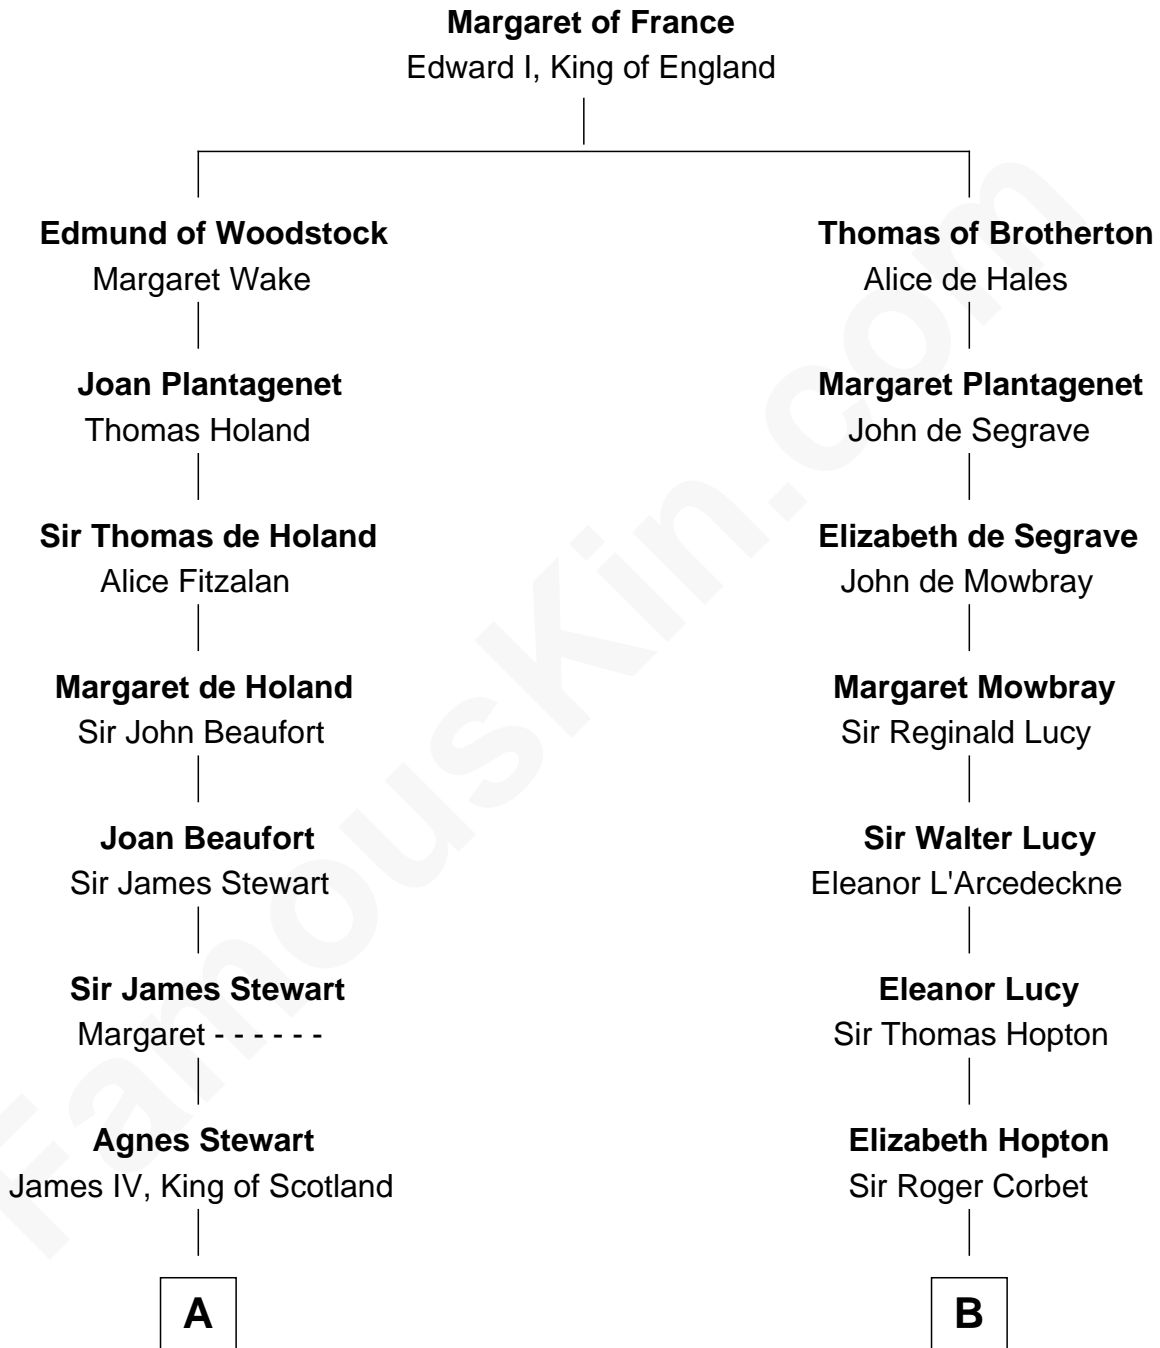 Margaret of France
Edward I, King of England
Edmund of Woodstock
Margaret Wake
Thomas of Brotherton
Alice de Hales
Joan Plantagenet
Thomas Holand
Margaret Plantagenet
John de Segrave
Sir Thomas de Holand
Alice Fitzalan
Elizabeth de Segrave
John de Mowbray
Margaret de Holand
Sir John Beaufort
Margaret Mowbray
Sir Reginald Lucy
Joan Beaufort
Sir James Stewart
Sir Walter Lucy
Eleanor L'Arcedeckne
Sir James Stewart
Margaret - - - - - -
Eleanor Lucy
Sir Thomas Hopton
Agnes Stewart
James IV, King of Scotland
Elizabeth Hopton
Sir Roger Corbet
A
B
FamousKin.com